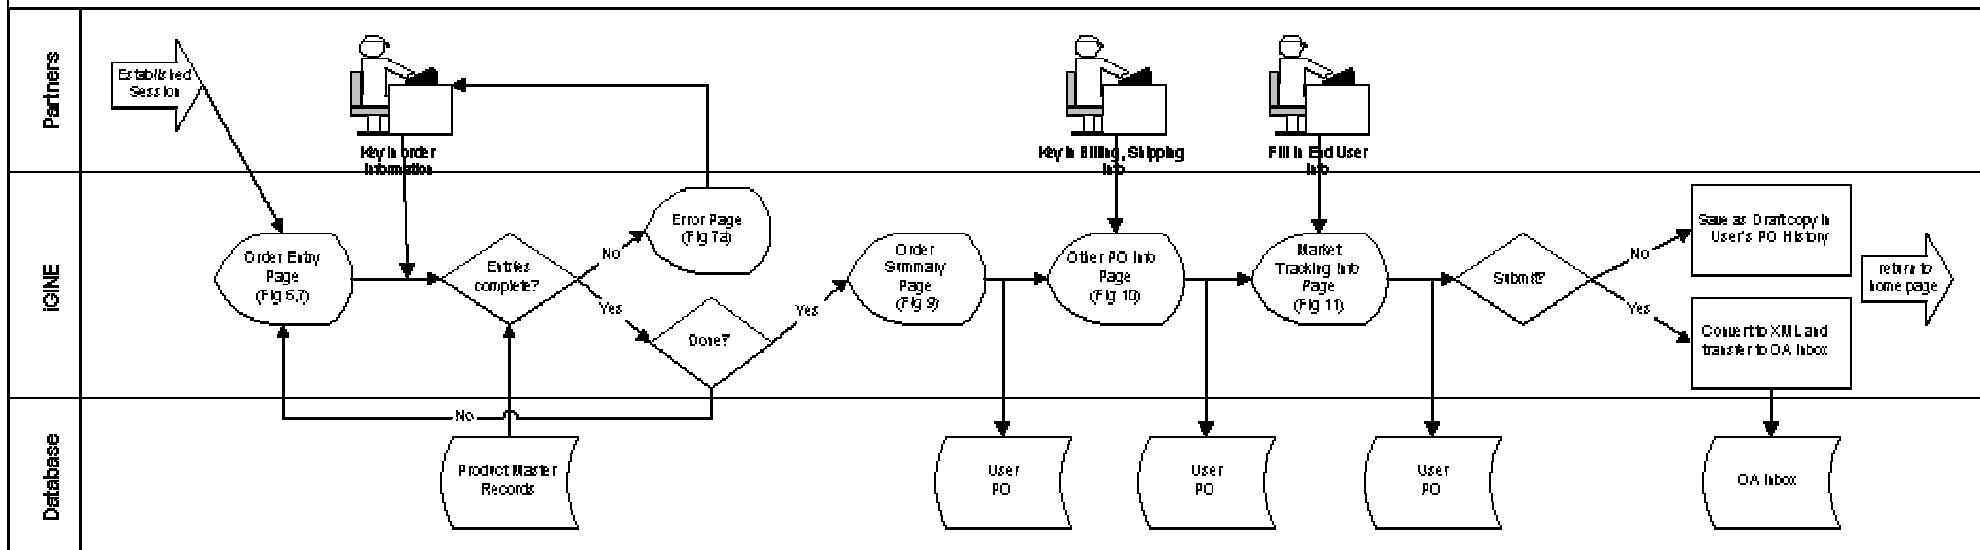 Partners
Established
Session
Key in order
Information
Key in Billing, Shipping
Info
Fill in End User
Info
iGINE
Order Entry
Page
(Fig 6,7)
Entries
complete?
No
Yes
Error Page
(Fig 7a)
Done?
Yes
No
Order
Summary
Page
(Fig 9)
Other PO Info
Page
(Fig 10)
Market
Tracking Info
Page
(Fig 11)
Submit?
No
Yes
Save as Draft copy in
User's PO History
Convert to XML and
transfer to OA Inbox
return to
home page
Database
Product Master
Records
User
PO
User
PO
User
PO
OA Inbox